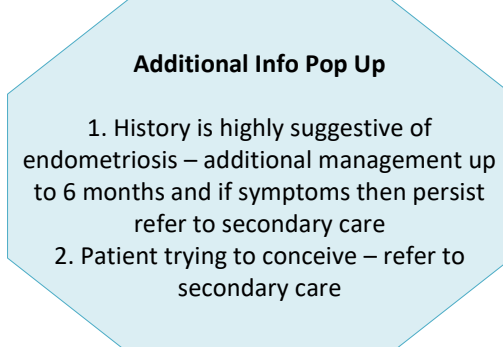 Additional Info Pop Up
1. History is highly suggestive of
endometriosis – additional management up
to 6 months and if symptoms then persist
refer to secondary care
2. Patient trying to conceive – refer to
secondary care